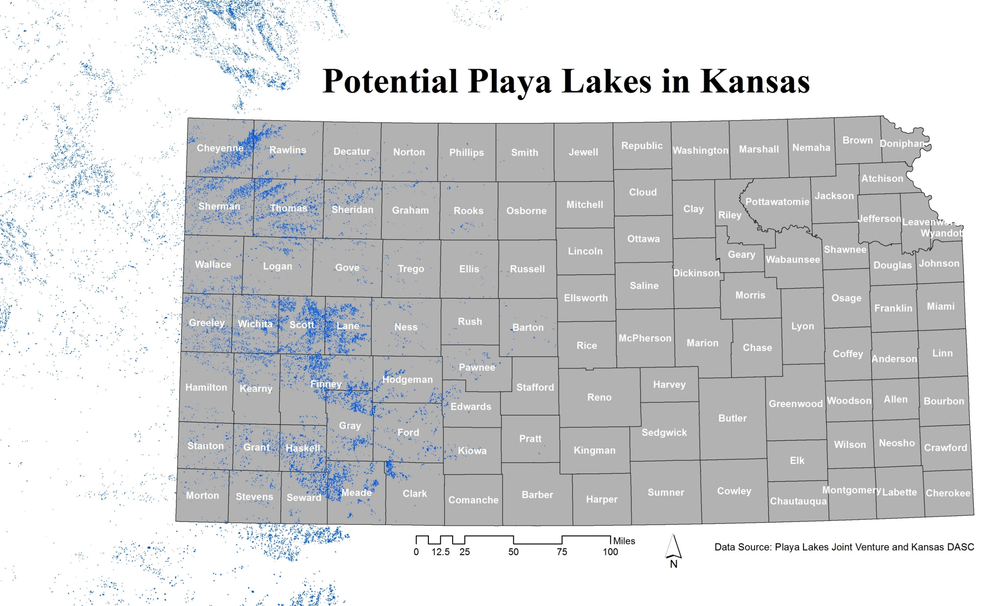 Potential Playa Lakes in Kansas
Cheyenne
Rawlins
Decatur
Norton
Phillips
Smith
Jewell
Republic
Washington
Marshall
Nemaha
Brown
Doniphan
Atchison
Sherman
Thomas
Sheridan
Graham
Rooks
Osborne
Mitchell
Cloud
Clay
Riley
Pottawatomie
Jackson
Jefferson
Leavenwor
Wyandot
Wallace
Logan
Gove
Trego
Ellis
Russell
Lincoln
Ottawa
Dickinson
Geary
Wabaunsee
Shawnee
Douglas
Johnson
Ellsworth
Saline
Morris
Osage
Franklin
Miami
Greeley
Wichita
Scott
Lane
Ness
Rush
Barton
Rice
McPherson
Marion
Chase
Lyon
Coffey
Anderson
Linn
Hamilton
Kearny
Finney
Hodgeman
Pawnee
Stafford
Edwards
Reno
Harvey
Butler
Greenwood
Woodson
Allen
Bourbon
Gray
Ford
Stanton
Grant
Haskell
Kiowa
Pratt
Kingman
Sedgwick
Elk
Wilson
Neosho
Crawford
Morton
Stevens
Seward
Meade
Clark
Comanche
Barber
Harper
Sumner
Cowley
Chautauqua
Montgomery
Labette
Cherokee
Miles
0 12.5 25 50 75 100
N
Data Source: Playa Lakes Joint Venture and Kansas DASC